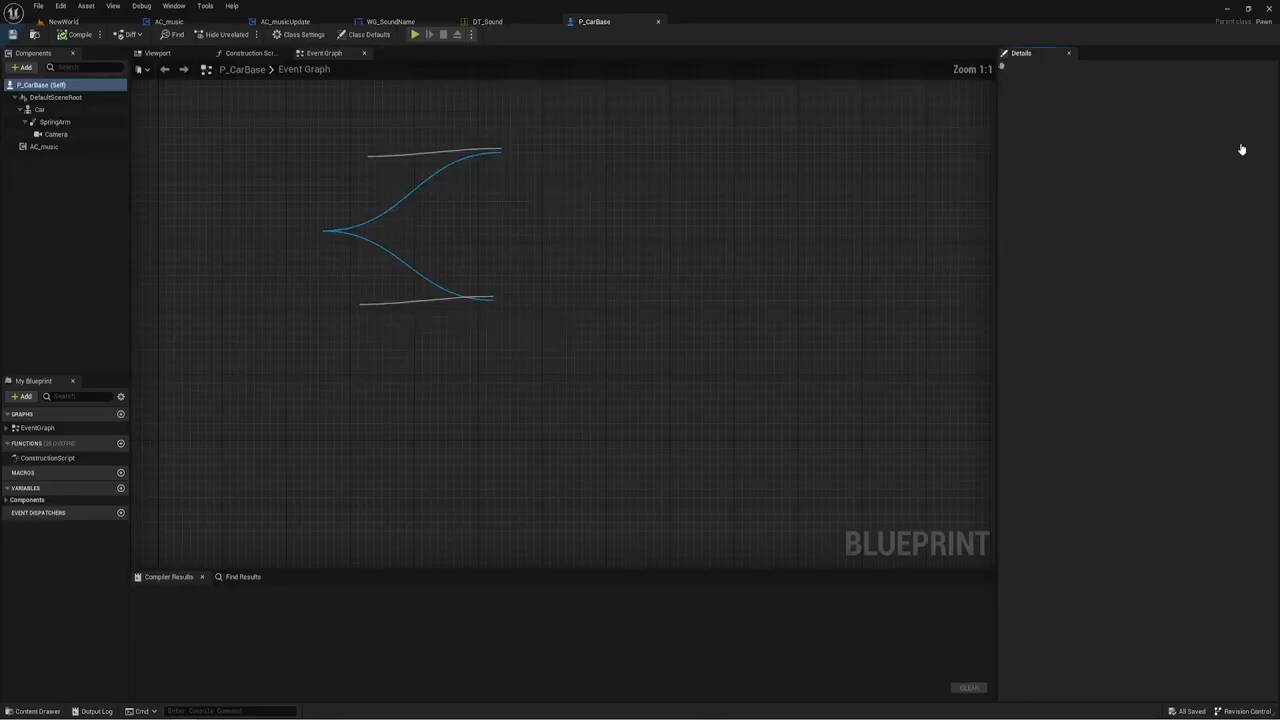 File Edit Asset View Debug Window Tools Help
NewWorld AC_music AC_musicUpdate WG_SoundName DT_Sound P_CarBase Parent class: Pawn
Compile Diff Find Hide Unrelated Class Settings Class Defaults
Components Viewport Construction Scr... Event Graph Details
Add Search P_CarBase > Event Graph Zoom 1:1
P_CarBase (Self)
DefaultSceneRoot
Car
SpringArm
Camera
AC_music
My Blueprint
Add Search
GRAPHS
EventGraph
FUNCTIONS
ConstructionScript
MACROS
VARIABLES
Components
EVENT DISPATCHERS
BLUEPRINT
Compiler Results Find Results
CLEAR
Content Drawer Output Log Cmd Enter Console Command All Saved Revision Control